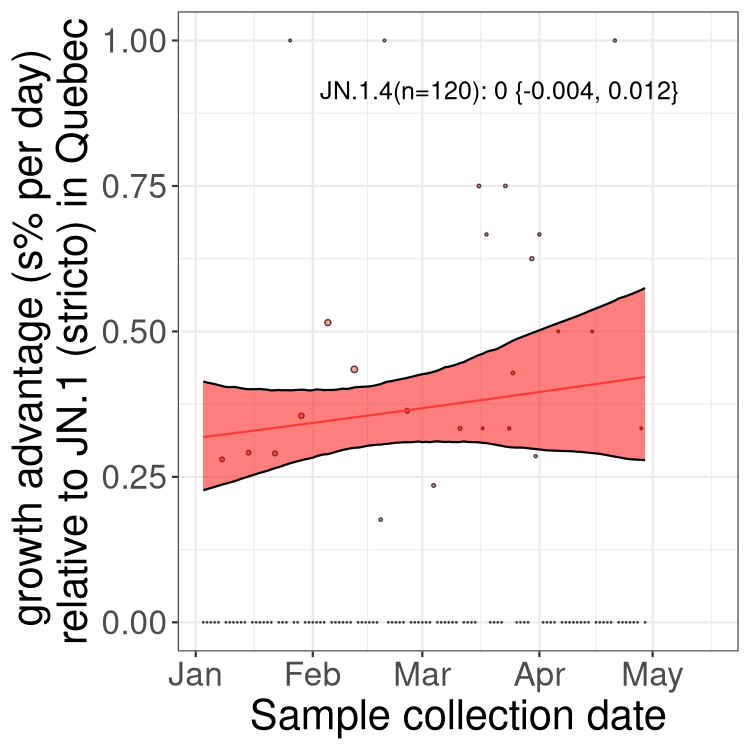 growth advantage (s% per day)
relative to JN.1 (stricto) in Quebec
1.00
0.75
0.50
0.25
0.00
JN.1.4(n=120): 0 {-0.004, 0.012}
Jan Feb Mar Apr May
Sample collection date